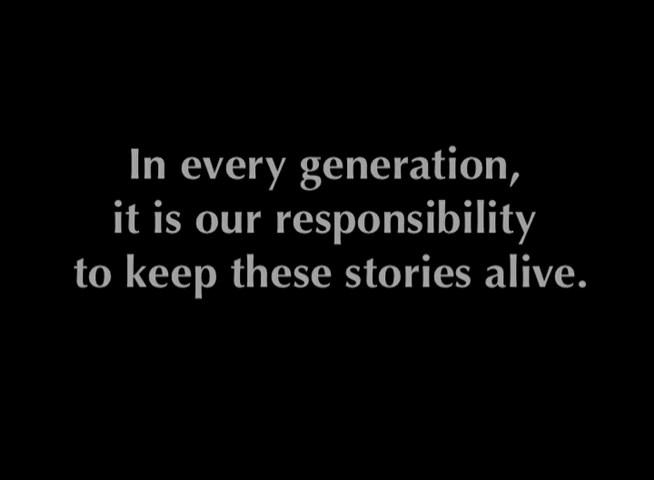 In every generation,
it is our responsibility
to keep these stories alive.